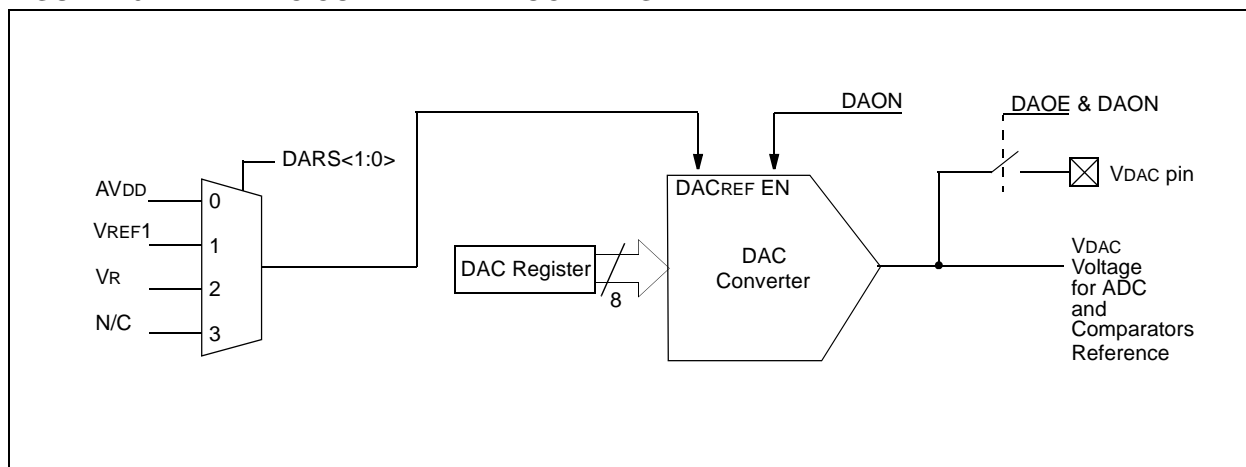 DAON
DAOE & DAON
DARS<1:0>
AVDD
0
VREF1
1
VR
2
N/C
3
DACREF EN
DAC Register
8
DAC
Converter
VDAC pin
VDAC
Voltage
for ADC
and
Comparators
Reference